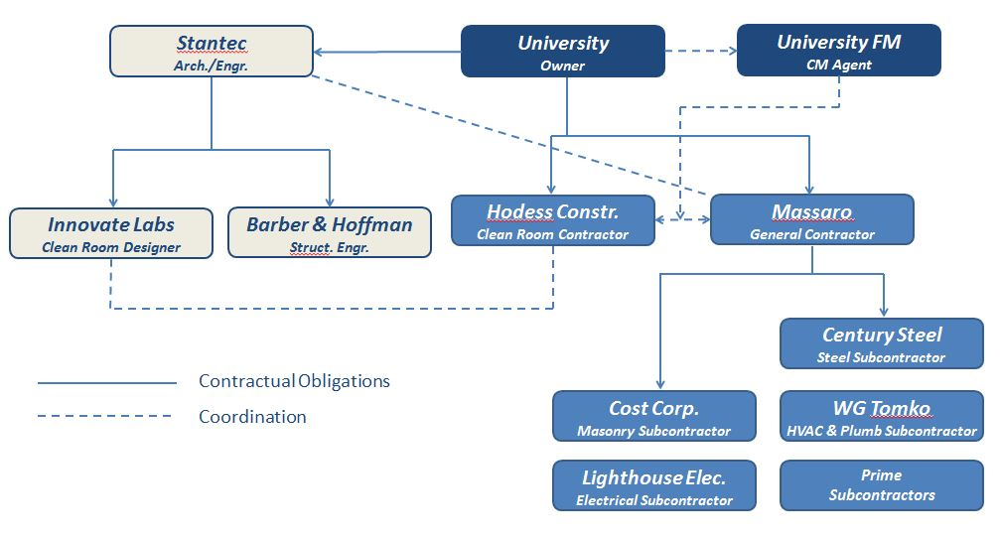 Stantec
Arch./Engr.
University
Owner
University FM
CM Agent
Innovate Labs
Clean Room Designer
Barber & Hoffman
Struct. Engr.
Hodess Constr.
Clean Room Contractor
Massaro
General Contractor
Century Steel
Steel Subcontractor
Contractual Obligations
Coordination
Cost Corp.
Masonry Subcontractor
WG Tomko
HVAC & Plumb Subcontractor
Lighthouse Elec.
Electrical Subcontractor
Prime
Subcontractors